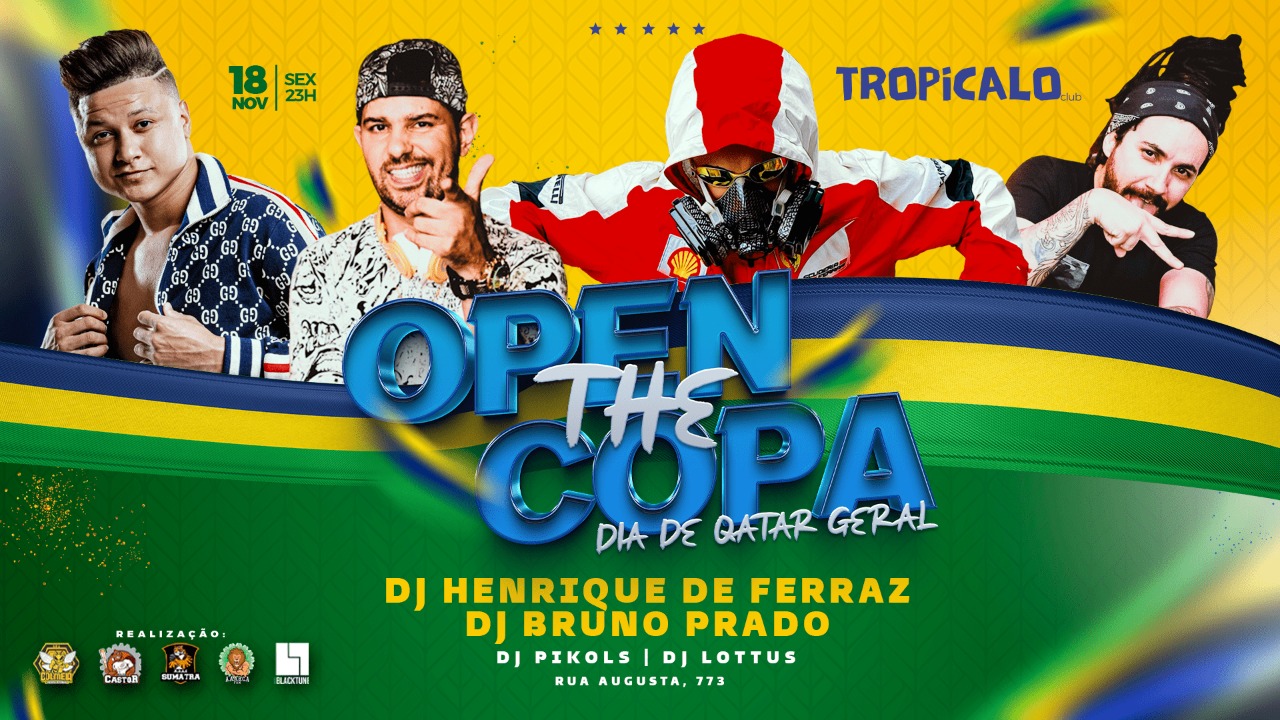 18
NOV
SEX
23H
TROPiCALO
club
OPEN
THE
COPA
DIA DE QATAR GERAL
DJ HENRIQUE DE FERRAZ
DJ BRUNO PRADO
DJ PIKOLS | DJ LOTTUS
RUA AUGUSTA, 773
REALIZAÇÃO:
CASTOR
SUMATRA
BLACKTUNE